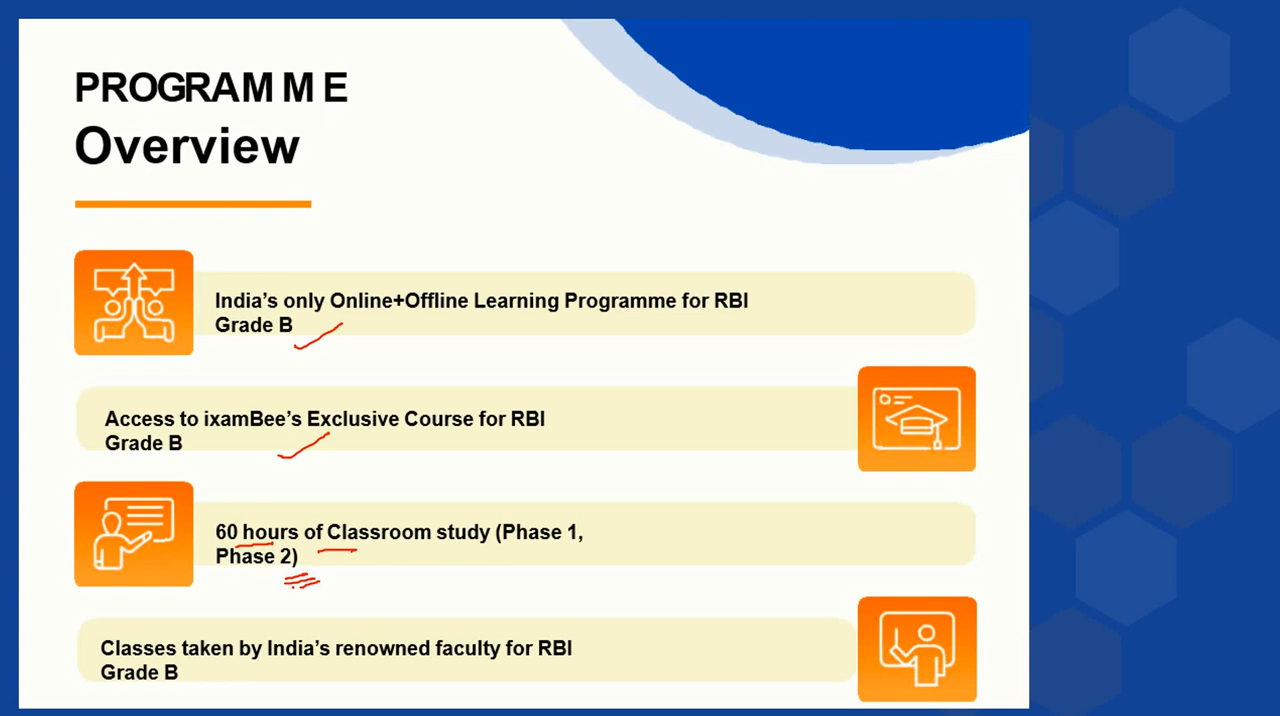 PROGRAMME
Overview
India’s only Online+Offline Learning Programme for RBI
Grade B
Access to ixamBee’s Exclusive Course for RBI
Grade B
60 hours of Classroom study (Phase 1,
Phase 2)
Classes taken by India’s renowned faculty for RBI
Grade B